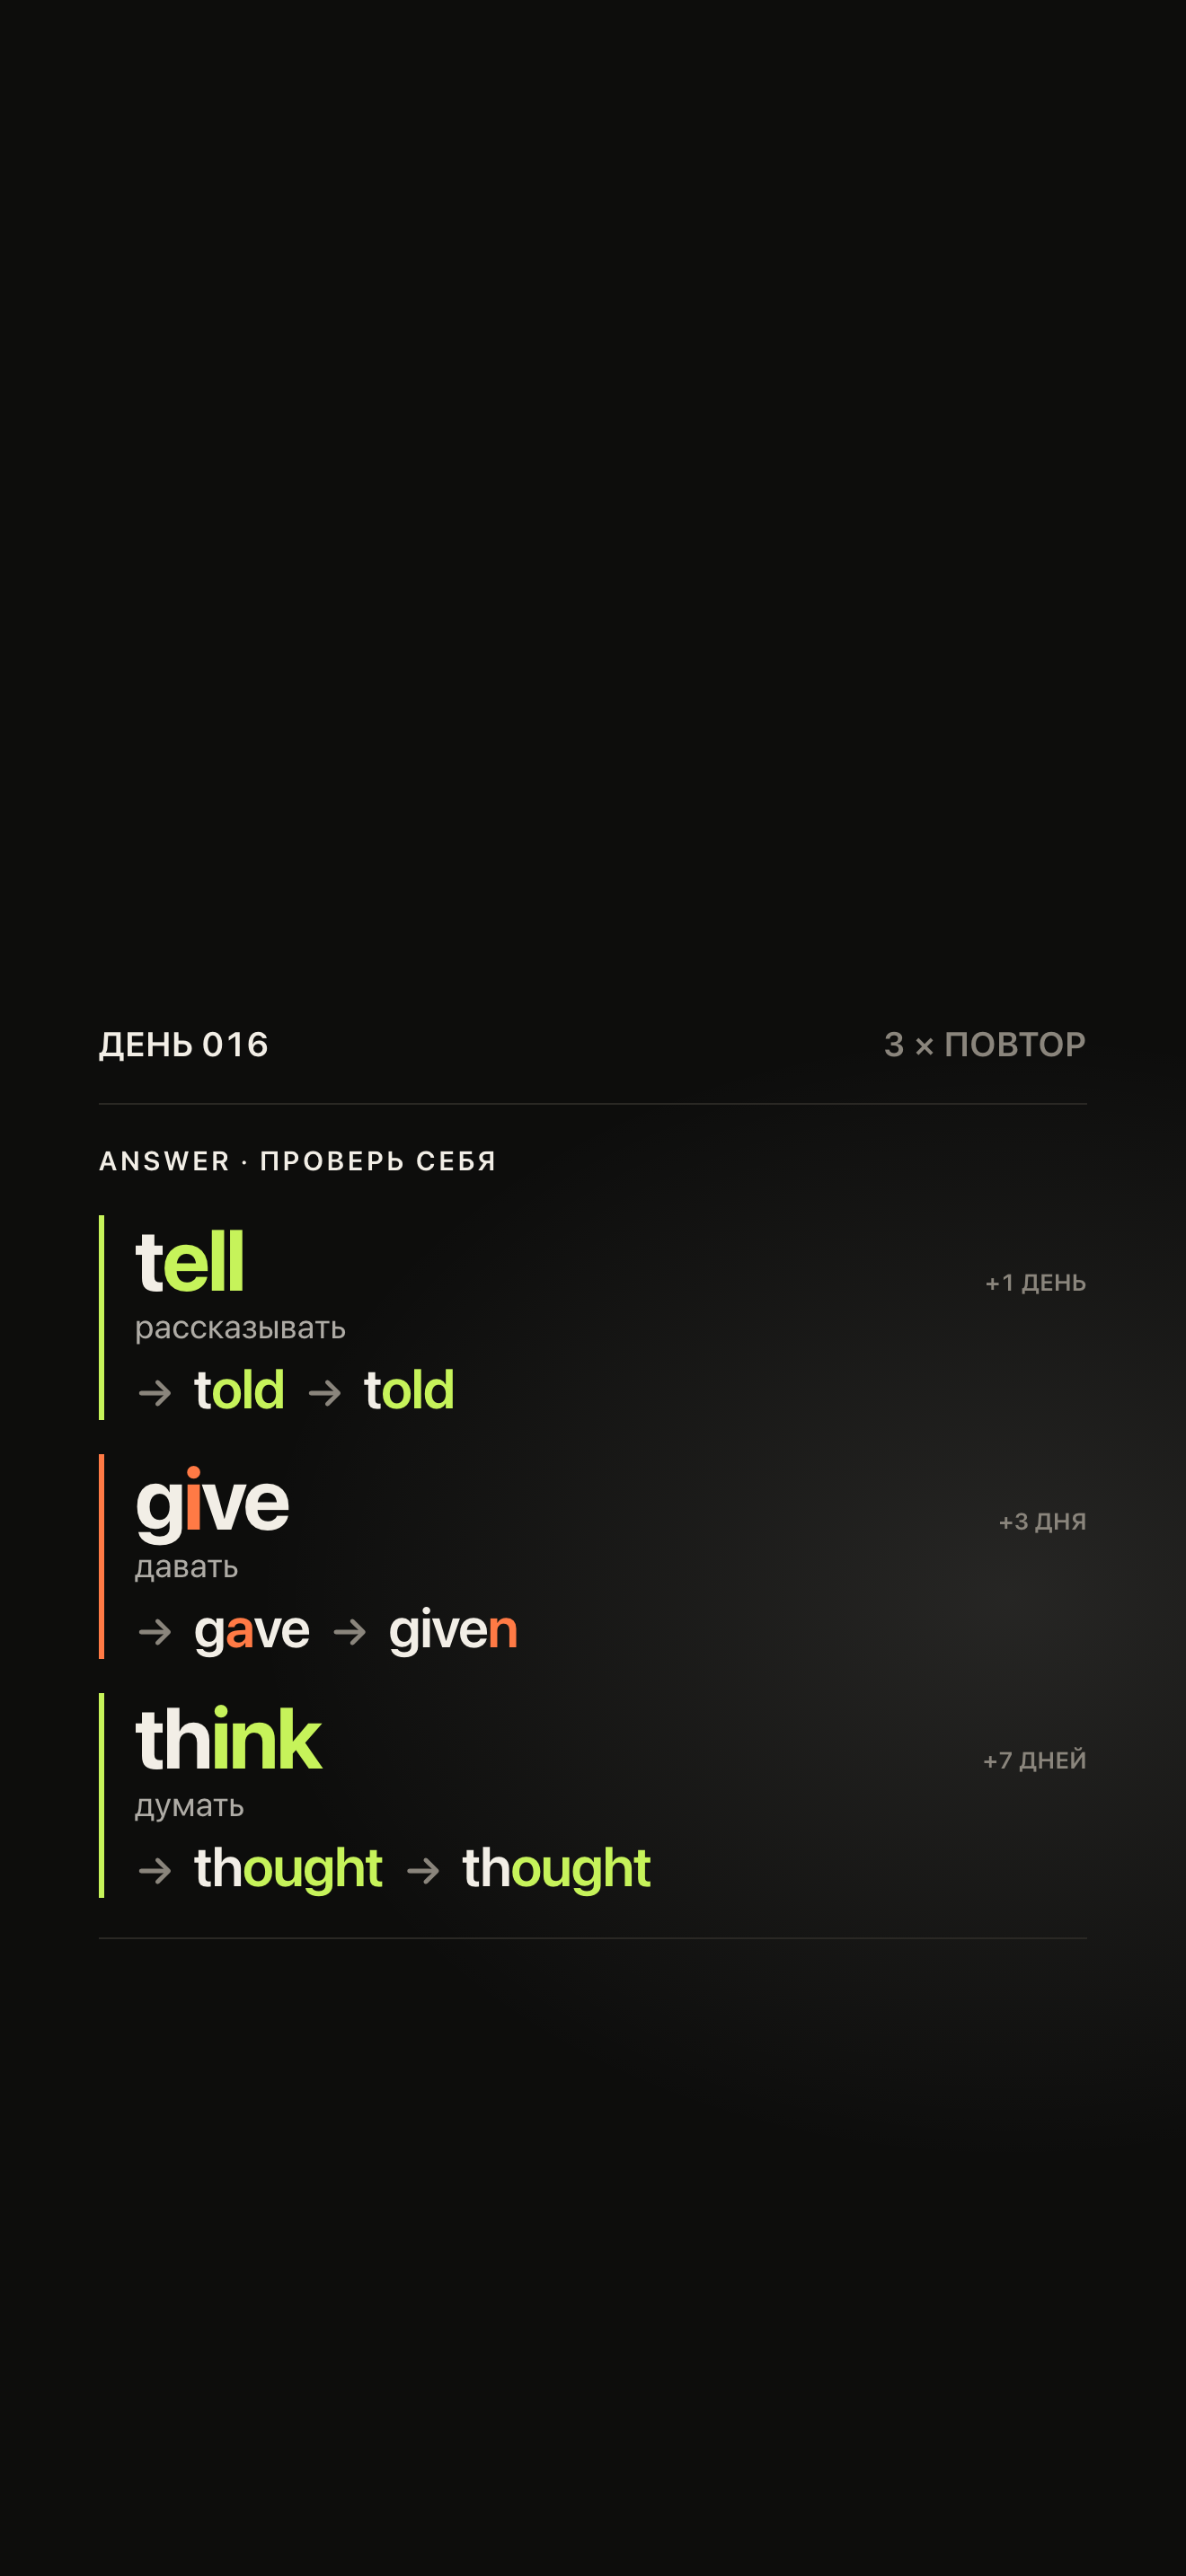 ДЕНЬ 016 3 × ПОВТОР
ANSWER · ПРОВЕРЬ СЕБЯ
tell +1 ДЕНЬ
рассказывать
→ told → told
give +3 ДНЯ
давать
→ gave → given
think +7 ДНЕЙ
думать
→ thought → thought